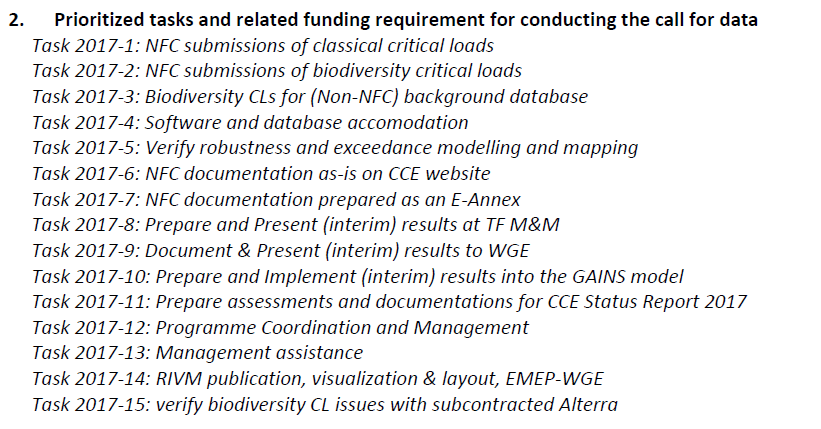 2. Prioritized tasks and related funding requirement for conducting the call for data
Task 2017-1: NFC submissions of classical critical loads
Task 2017-2: NFC submissions of biodiversity critical loads
Task 2017-3: Biodiversity CLs for (Non-NFC) background database
Task 2017-4: Software and database accomodation
Task 2017-5: Verify robustness and exceedance modelling and mapping
Task 2017-6: NFC documentation as-is on CCE website
Task 2017-7: NFC documentation prepared as an E-Annex
Task 2017-8: Prepare and Present (interim) results at TF M&M
Task 2017-9: Document & Present (interim) results to WGE
Task 2017-10: Prepare and Implement (interim) results into the GAINS model
Task 2017-11: Prepare assessments and documentations for CCE Status Report 2017
Task 2017-12: Programme Coordination and Management
Task 2017-13: Management assistance
Task 2017-14: RIVM publication, visualization & layout, EMEP-WGE
Task 2017-15: verify biodiversity CL issues with subcontracted Alterra